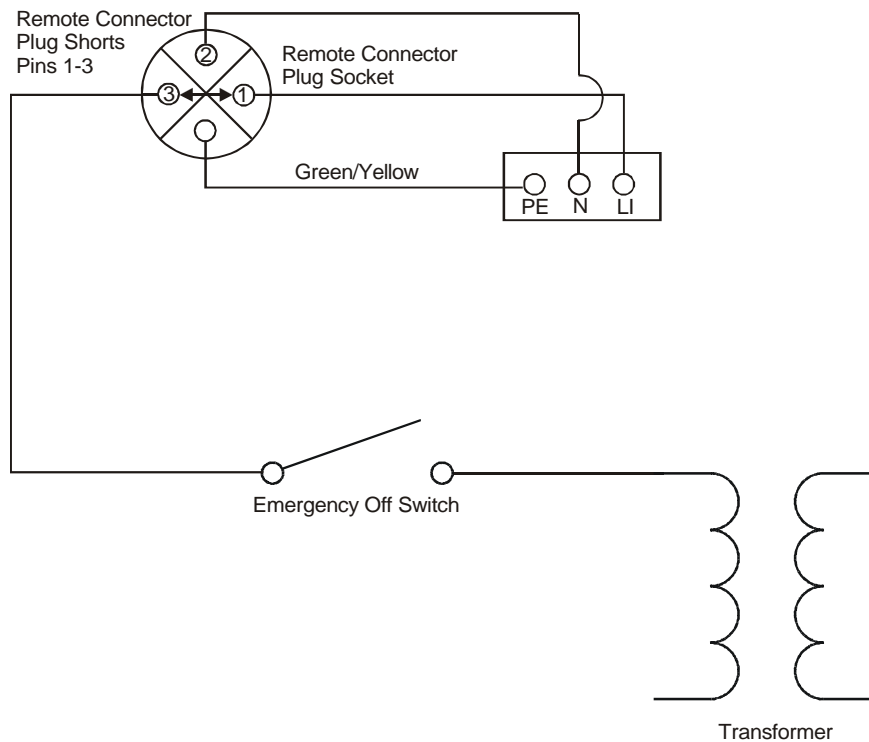 Remote Connector
Plug Shorts
Pins 1-3
Remote Connector
Plug Socket
2
3
1
Green/Yellow
PE N LI
Emergency Off Switch
Transformer